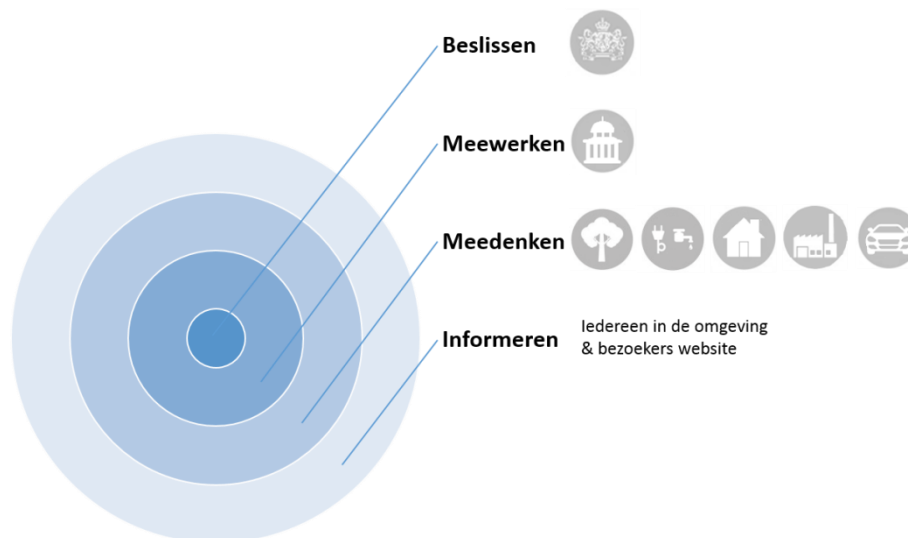 Beslissen
Meewerken
Meedenken
Informeren
Iedereen in de omgeving
& bezoekers website